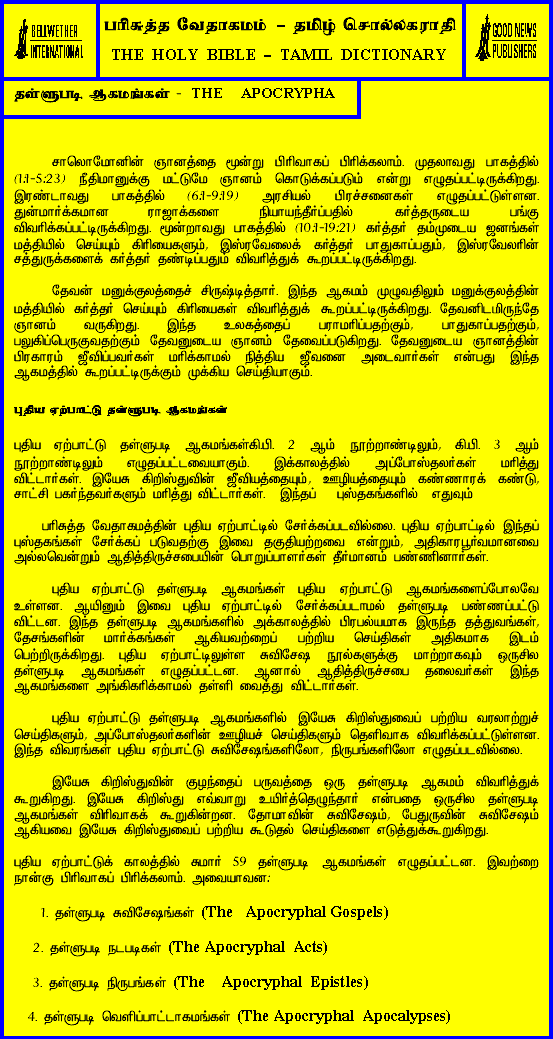 BELLWETHER
INTERNATIONAL
பரிசுத்த வேதாகமம் – தமிழ் சொல்லகராதி
THE HOLY BIBLE – TAMIL DICTIONARY
GOOD NEWS
PUBLISHERS
தள்ளுபடி ஆகமங்கள் - THE APOCRYPHA
சாலொமோனின் ஞானத்தை மூன்று பிரிவாகப் பிரிக்கலாம். முதலாவது பாகத்தில்
(1:1-5:23) நீதிமானுக்கு மட்டுமே ஞானம் கொடுக்கப்படும் என்று எழுதப்பட்டிருக்கிறது.
இரண்டாவது பாகத்தில் (6:1-9:19) அரசியல் பிரச்சனைகள் எழுதப்பட்டுள்ளன.
துன்மார்க்கமான ராஜாக்களை நியாயந்தீர்ப்பதில் கர்த்தருடைய பங்கு
விவரிக்கப்பட்டிருக்கிறது. மூன்றாவது பாகத்தில் (10:1-19:21) கர்த்தர் தம்முடைய ஜனங்கள்
மத்தியில் செய்யும் கிரியைகளும், இஸ்ரவேலைக் கர்த்தர் பாதுகாப்பதும், இஸ்ரவேலரின்
சத்துருக்களைக் கர்த்தர் தண்டிப்பதும் விவரித்துக் கூறப்பட்டிருக்கிறது.
தேவன் மனுக்குலத்தைச் சிருஷ்டித்தார். இந்த ஆகமம் முழுவதிலும் மனுக்குலத்தின்
மத்தியில் கர்த்தர் செய்யும் கிரியைகள் விவரித்துக் கூறப்பட்டிருக்கிறது. தேவனிடமிருந்தே
ஞானம் வருகிறது. இந்த உலகத்தைப் பராமரிப்பதற்கும், பாதுகாப்பதற்கும்,
பலுகிப்பெருகுவதற்கும் தேவனுடைய ஞானம் தேவைப்படுகிறது. தேவனுடைய ஞானத்தின்
பிரகாரம் ஜீவிப்பவர்கள் மரிக்காமல் நித்திய ஜீவனை அடைவார்கள் என்பது இந்த
ஆகமத்தில் கூறப்பட்டிருக்கும் முக்கிய செய்தியாகும்.
புதிய ஏற்பாட்டு தள்ளுபடி ஆகமங்கள்
புதிய ஏற்பாட்டு தள்ளுபடி ஆகமங்கள்கி.பி. 2 ஆம் நூற்றாண்டிலும், கி.பி. 3 ஆம்
நூற்றாண்டிலும் எழுதப்பட்டவையாகும். இக்காலத்தில் அப்போஸ்தலர்கள் மரித்து
விட்டார்கள். இயேசு கிறிஸ்துவின் ஜீவியத்தையும், ஊழியத்தையும் கண்ணாரக் கண்டு,
சாட்சி பகர்ந்தவர்களும் மரித்து விட்டார்கள். இந்தப் புஸ்தகங்களில் எதுவும்
பரிசுத்த வேதாகமத்தின் புதிய ஏற்பாட்டில் சேர்க்கப்படவில்லை. புதிய ஏற்பாட்டில் இந்தப்
புஸ்தகங்கள் சேர்க்கப் படுவதற்கு இவை தகுதியற்றவை என்றும், அதிகாரபூர்வமானவை
அல்லவென்றும் ஆதித்திருச்சபையின் பொறுப்பாளர்கள் தீர்மானம் பண்ணினார்கள்.
புதிய ஏற்பாட்டு தள்ளுபடி ஆகமங்கள் புதிய ஏற்பாட்டு ஆகமங்களைப்போலவே
உள்ளன. ஆயினும் இவை புதிய ஏற்பாட்டில் சேர்க்கப்படாமல் தள்ளுபடி பண்ணப்பட்டு
விட்டன. இந்த தள்ளுபடி ஆகமங்களில் அக்காலத்தில் பிரபல்யமாக இருந்த தத்துவங்கள்,
தேசங்களின் மார்க்கங்கள் ஆகியவற்றைப் பற்றிய செய்திகள் அதிகமாக இடம்
பெற்றிருக்கிறது. புதிய ஏற்பாட்டிலுள்ள சுவிசேஷ நூல்களுக்கு மாற்றாகவும் ஒருசில
தள்ளுபடி ஆகமங்கள் எழுதப்பட்டன. ஆனால் ஆதித்திருச்சபை தலைவர்கள் இந்த
ஆகமங்களை அங்கிகரிக்காமல் தள்ளி வைத்து விட்டார்கள்.
புதிய ஏற்பாட்டு தள்ளுபடி ஆகமங்களில் இயேசு கிறிஸ்துவைப் பற்றிய வரலாற்றுச்
செய்திகளும், அப்போஸ்தலர்களின் ஊழியச் செய்திகளும் தெளிவாக விவரிக்கப்பட்டுள்ளன.
இந்த விவரங்கள் புதிய ஏற்பாட்டு சுவிசேஷங்களிலோ, நிருபங்களிலோ எழுதப்படவில்லை.
இயேசு கிறிஸ்துவின் குழந்தைப் பருவத்தை ஒரு தள்ளுபடி ஆகமம் விவரித்துக்
கூறுகிறது. இயேசு கிறிஸ்து எவ்வாறு உயிர்த்தெழுந்தார் என்பதை ஒருசில தள்ளுபடி
ஆகமங்கள் விரிவாகக் கூறுகின்றன. தோமாவின் சுவிசேஷம், பேதுருவின் சுவிசேஷம்
ஆகியவை இயேசு கிறிஸ்துவைப் பற்றிய கூடுதல் செய்திகளை எடுத்துக்கூறுகிறது.
புதிய ஏற்பாட்டுக் காலத்தில் சுமார் 59 தள்ளுபடி ஆகமங்கள் எழுதப்பட்டன. இவற்றை
நான்கு பிரிவாகப் பிரிக்கலாம். அவையாவன:
1. தள்ளுபடி சுவிசேஷங்கள் (The Apocryphal Gospels)
2. தள்ளுபடி நடபடிகள் (The Apocryphal Acts)
3. தள்ளுபடி நிருபங்கள் (The Apocryphal Epistles)
4. தள்ளுபடி வெளிப்பாட்டாகமங்கள் (The Apocryphal Apocalypses)